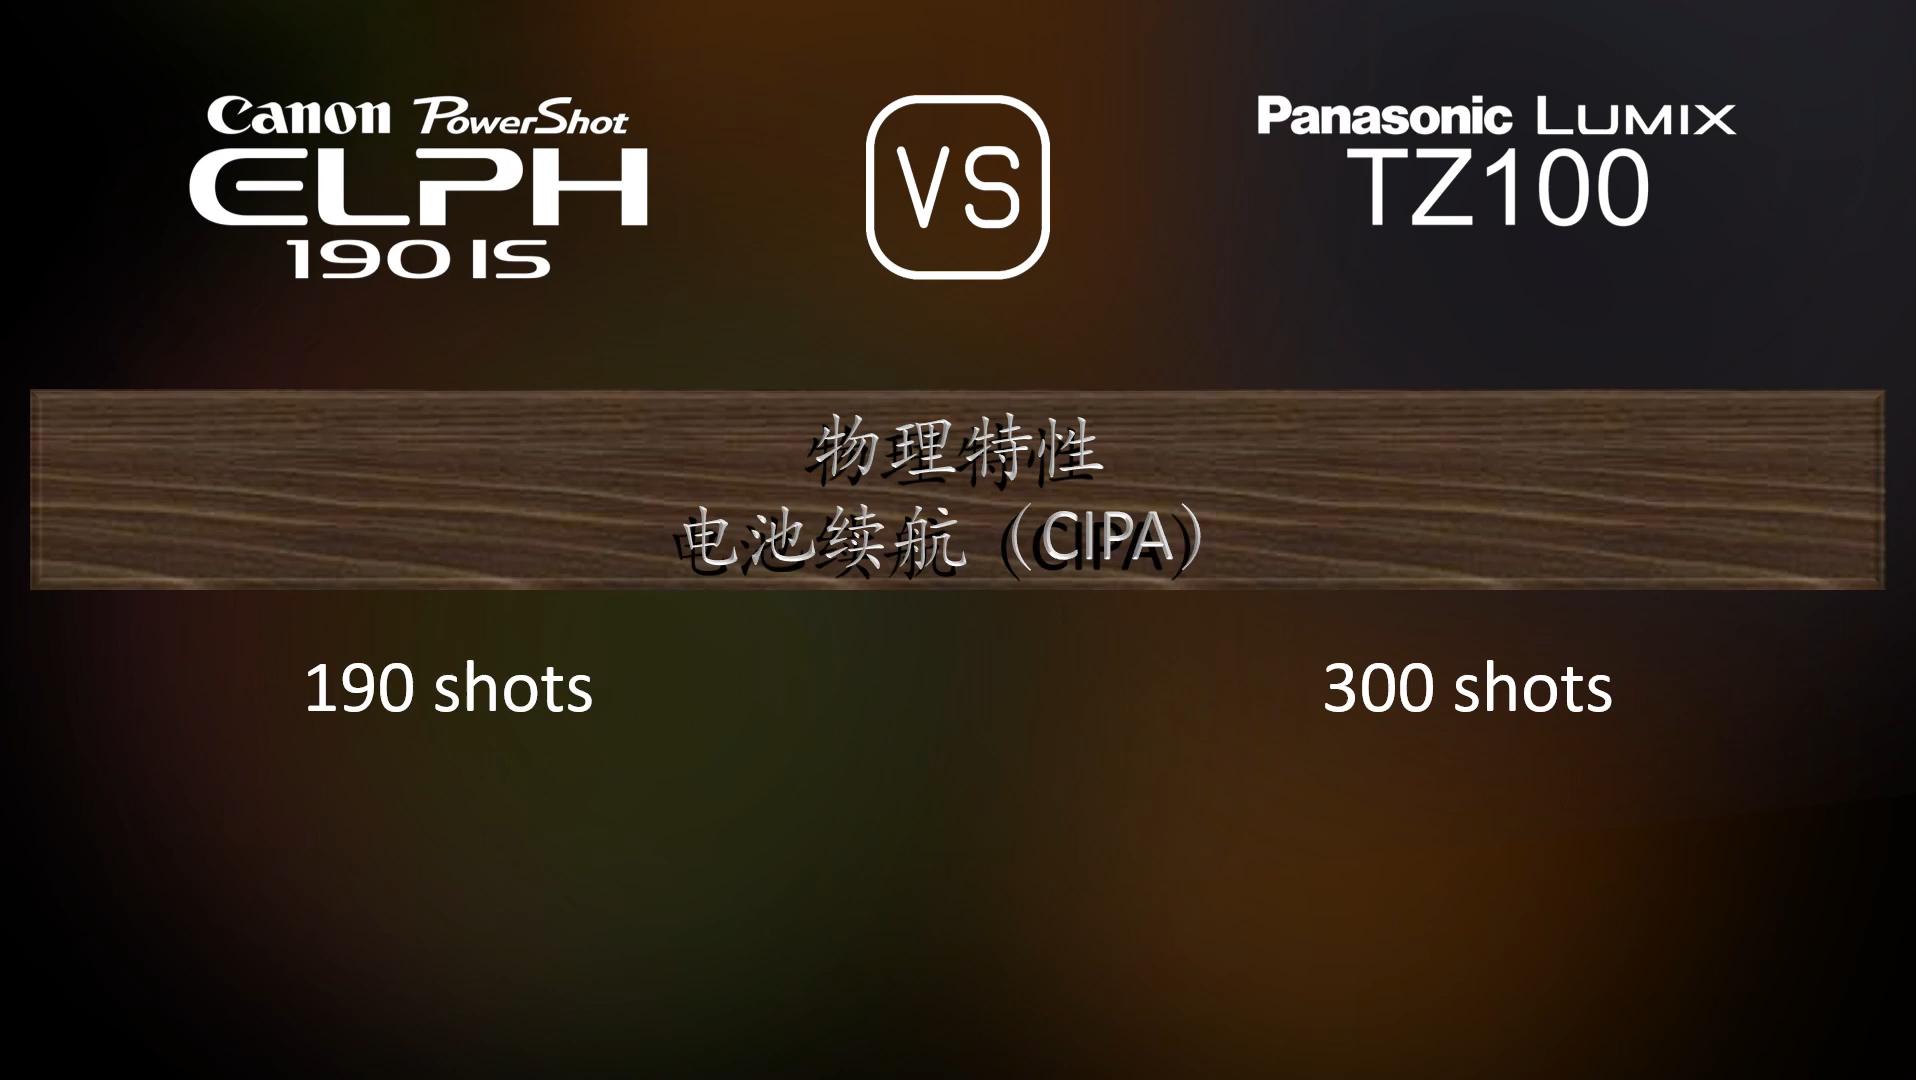 Canon PowerShot
ELPH
190 IS
VS
Panasonic LUMIX
TZ100
物理特性
电池续航（CIPA）
190 shots
300 shots